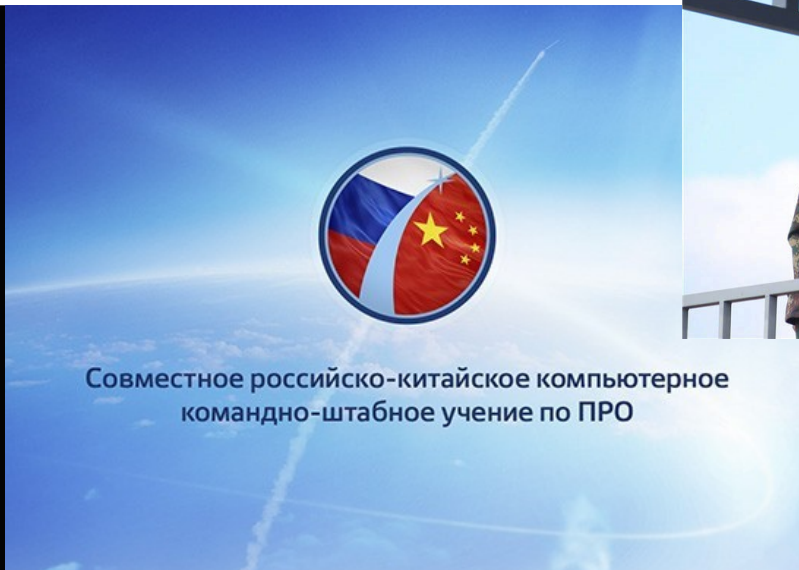 Совместное российско-китайское компьютерное
командно-штабное учение по ПРО